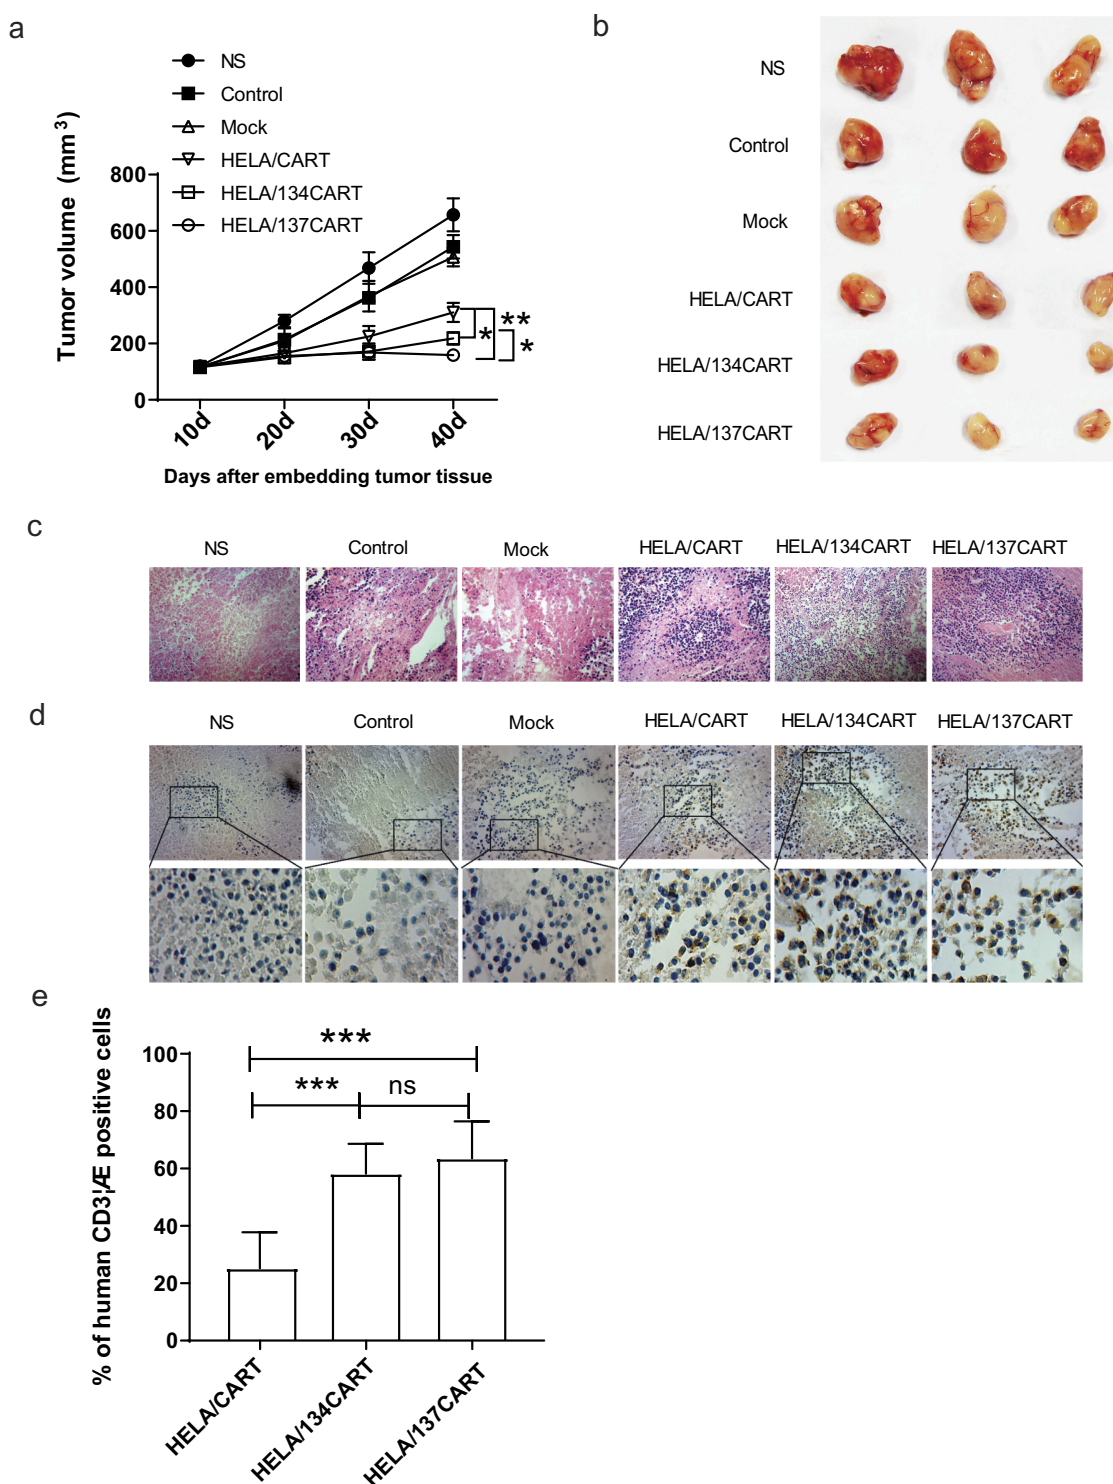 a
NS
Control
Mock
HELA/CART
HELA/134CART
HELA/137CART
Tumor volume (mm³)
800
600
400
200
0
**
*
*
10d
20d
30d
40d
Days after embedding tumor tissue
b
NS
Control
Mock
HELA/CART
HELA/134CART
HELA/137CART
c
NS
Control
Mock
HELA/CART
HELA/134CART
HELA/137CART
d
NS
Control
Mock
HELA/CART
HELA/134CART
HELA/137CART
e
% of human CD3¦Æ positive cells
100
80
60
40
20
0
***
***
ns
HELA/CART
HELA/134CART
HELA/137CART